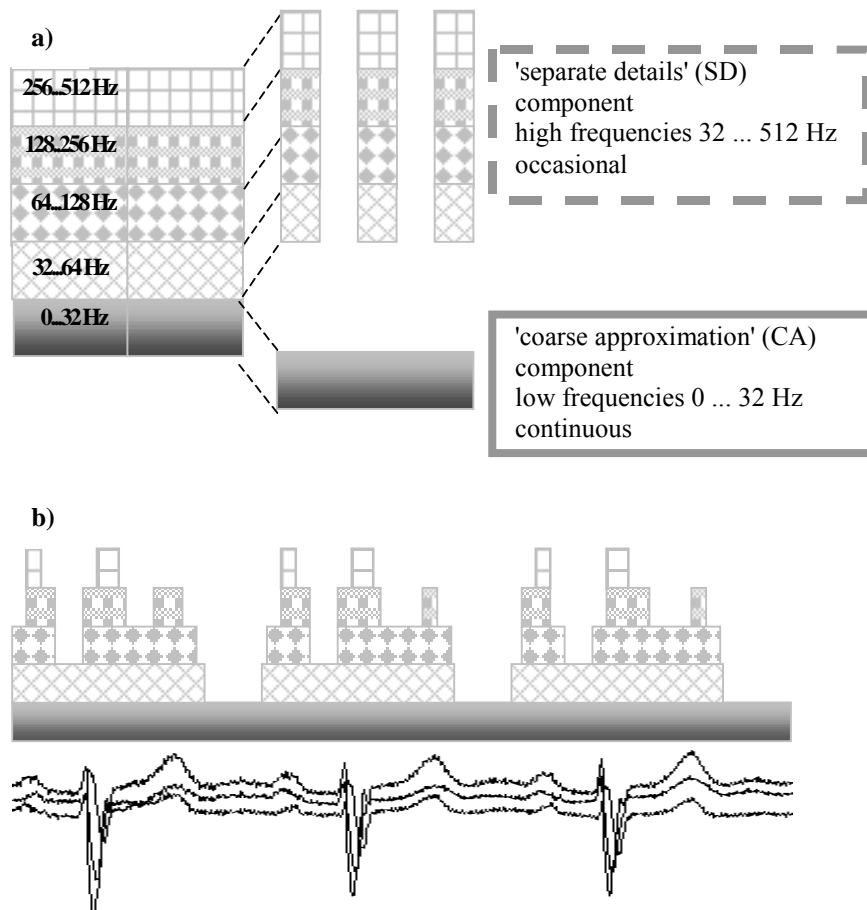 a)
256...512 Hz
128...256 Hz
64...128 Hz
32...64 Hz
0...32 Hz
'separate details' (SD)
component
high frequencies 32 ... 512 Hz
occasional
'coarse approximation' (CA)
component
low frequencies 0 ... 32 Hz
continuous
b)